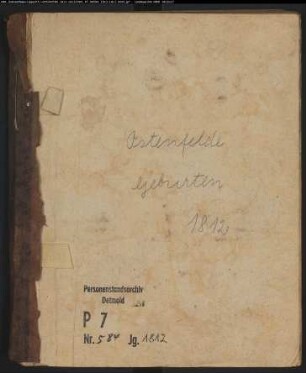 Ostenfelde
Geburten
1812
Personenstandsarchiv
Detmold
P 7
Nr. 584 Jg. 1812